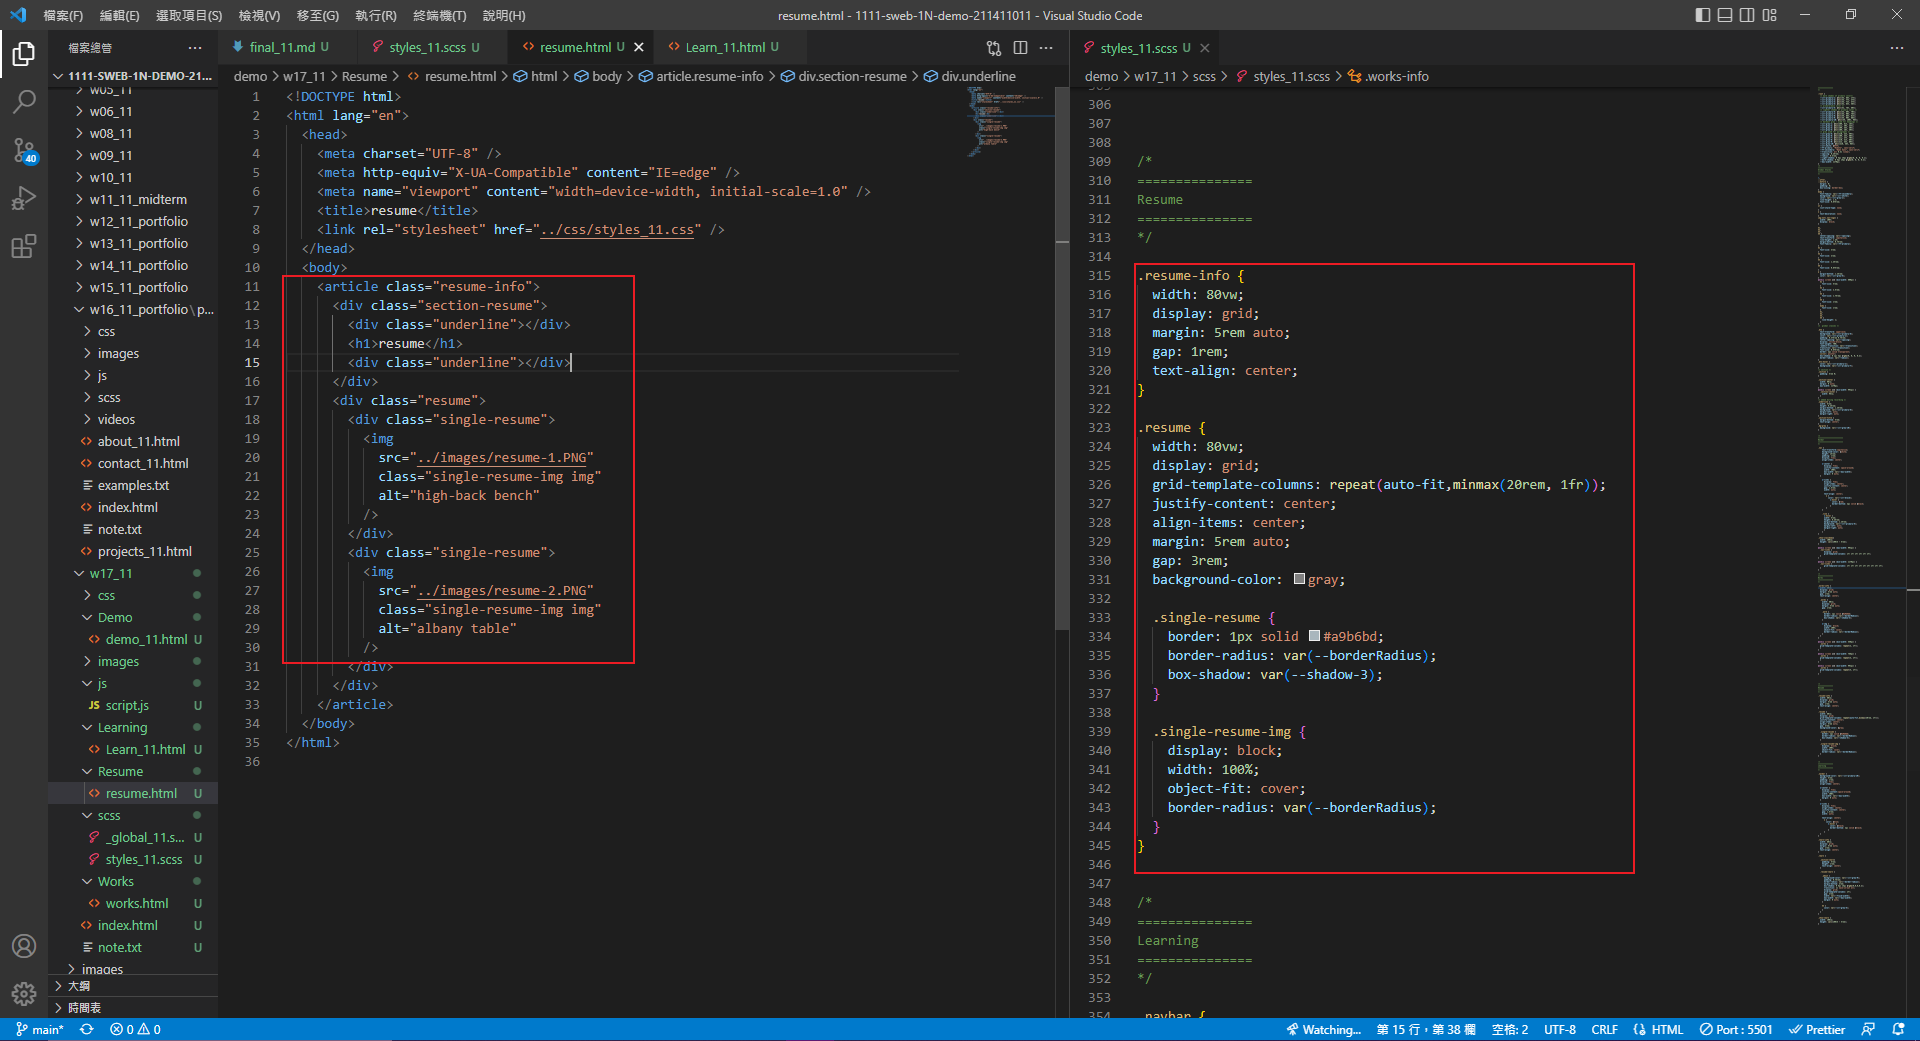 檔案(F) 編輯(E) 選取項目(S) 檢視(V) 移至(G) 執行(R) 終端機(T) 說明(H)
resume.html - 1111-sweb-1N-demo-211411011 - Visual Studio Code
檔案總管
final_11.md U
styles_11.scss U
resume.html U
Learn_11.html U
styles_11.scss U
1111-SWEB-1N-DEMO-21...
w05_11
w06_11
w08_11
w09_11
w10_11
w11_11_midterm
w12_11_portfolio
w13_11_portfolio
w14_11_portfolio
w15_11_portfolio
w16_11_portfolio\p...
css
images
js
scss
videos
about_11.html
contact_11.html
examples.txt
index.html
note.txt
projects_11.html
w17_11
css
Demo
demo_11.html U
images
js
JS script.js U
Learning
Learn_11.html U
Resume
resume.html U
scss
_global_11.s... U
styles_11.scss U
Works
works.html U
index.html U
note.txt U
images
大綱
時間表
40
demo > w17_11 > Resume > resume.html > html > body > article.resume-info > div.section-resume > div.underline
1 <!DOCTYPE html>
2 <html lang="en">
3 <head>
4 <meta charset="UTF-8" />
5 <meta http-equiv="X-UA-Compatible" content="IE=edge" />
6 <meta name="viewport" content="width=device-width, initial-scale=1.0" />
7 <title>resume</title>
8 <link rel="stylesheet" href="../css/styles_11.css" />
9 </head>
10 <body>
11 <article class="resume-info">
12 <div class="section-resume">
13 <div class="underline"></div>
14 <h1>resume</h1>
15 <div class="underline"></div>
16 </div>
17 <div class="resume">
18 <div class="single-resume">
19 <img
20 src="../images/resume-1.PNG"
21 class="single-resume-img img"
22 alt="high-back bench"
23 />
24 </div>
25 <div class="single-resume">
26 <img
27 src="../images/resume-2.PNG"
28 class="single-resume-img img"
29 alt="albany table"
30 />
31 </div>
32 </div>
33 </article>
34 </body>
35 </html>
36
demo > w17_11 > scss > styles_11.scss > .works-info
305
306
307
308
309 /*
310 ===============
311 Resume
312 ===============
313 */
314
315 .resume-info {
316 width: 80vw;
317 display: grid;
318 margin: 5rem auto;
319 gap: 1rem;
320 text-align: center;
321 }
322
323 .resume {
324 width: 80vw;
325 display: grid;
326 grid-template-columns: repeat(auto-fit,minmax(20rem, 1fr));
327 justify-content: center;
328 align-items: center;
329 margin: 5rem auto;
330 gap: 3rem;
331 background-color: gray;
332
333 .single-resume {
334 border: 1px solid #a9b6bd;
335 border-radius: var(--borderRadius);
336 box-shadow: var(--shadow-3);
337 }
338
339 .single-resume-img {
340 display: block;
341 width: 100%;
342 object-fit: cover;
343 border-radius: var(--borderRadius);
344 }
345 }
346
347
348 /*
349 ===============
350 Learning
351 ===============
352 */
353
354 .navbar {
main* 0 0
Watching... 第 15 行，第 38 欄 空格: 2 UTF-8 CRLF HTML Port : 5501 Prettier